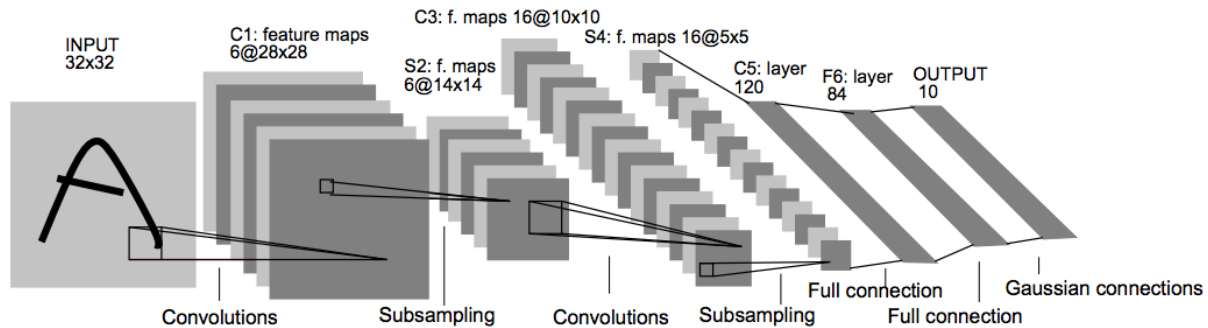 INPUT
32x32
A
C1: feature maps
6@28x28
S2: f. maps
6@14x14
C3: f. maps 16@10x10
S4: f. maps 16@5x5
C5: layer
120
F6: layer
84
OUTPUT
10
Convolutions
Subsampling
Convolutions
Subsampling
Full connection
Full connection
Gaussian connections